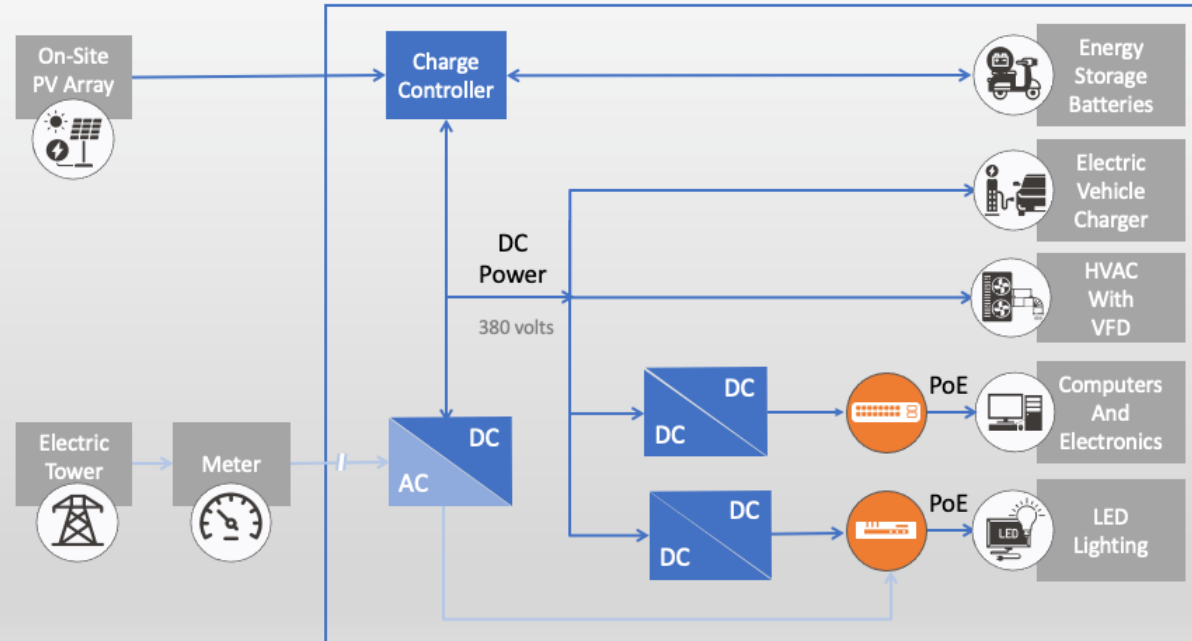 On-Site
PV Array
Charge
Controller
Energy
Storage
Batteries
Electric
Vehicle
Charger
DC
Power
380 volts
HVAC
With
VFD
DC
DC
PoE
Computers
And
Electronics
Electric
Tower
Meter
DC
AC
DC
DC
PoE
LED
LED
Lighting